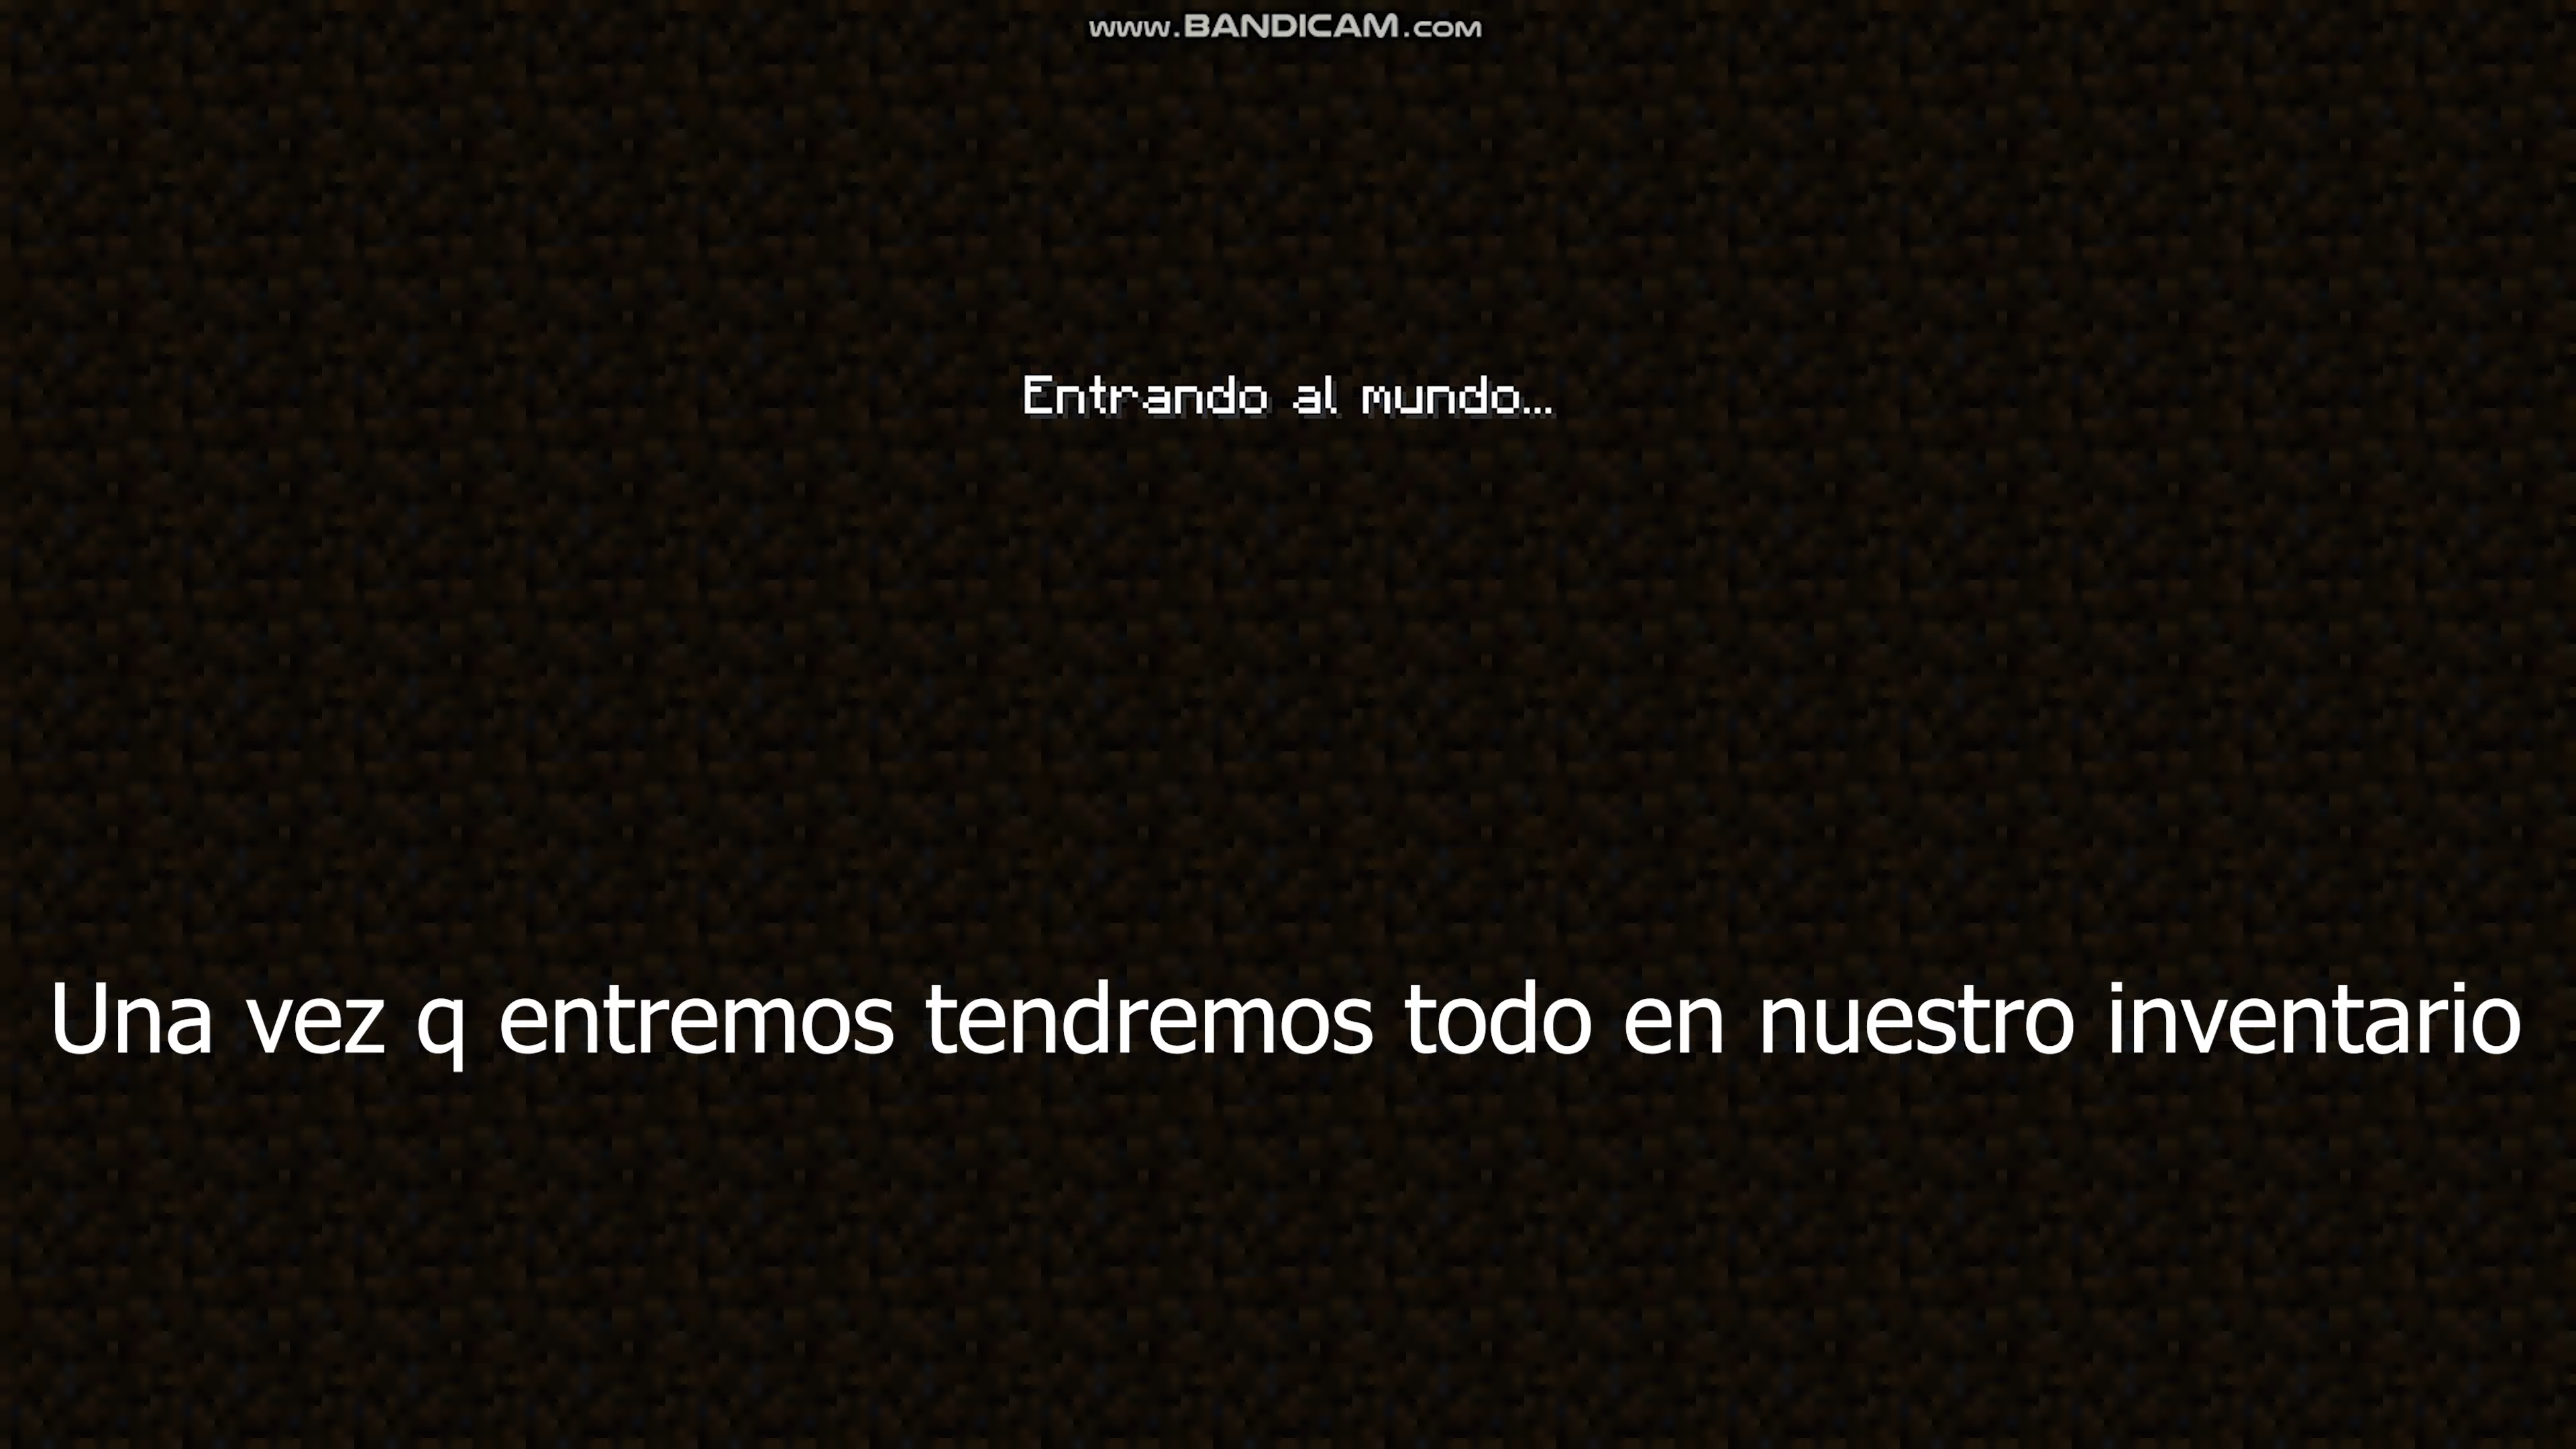 www.BANDICAM.com
Entrando al mundo...
Una vez q entremos tendremos todo en nuestro inventario